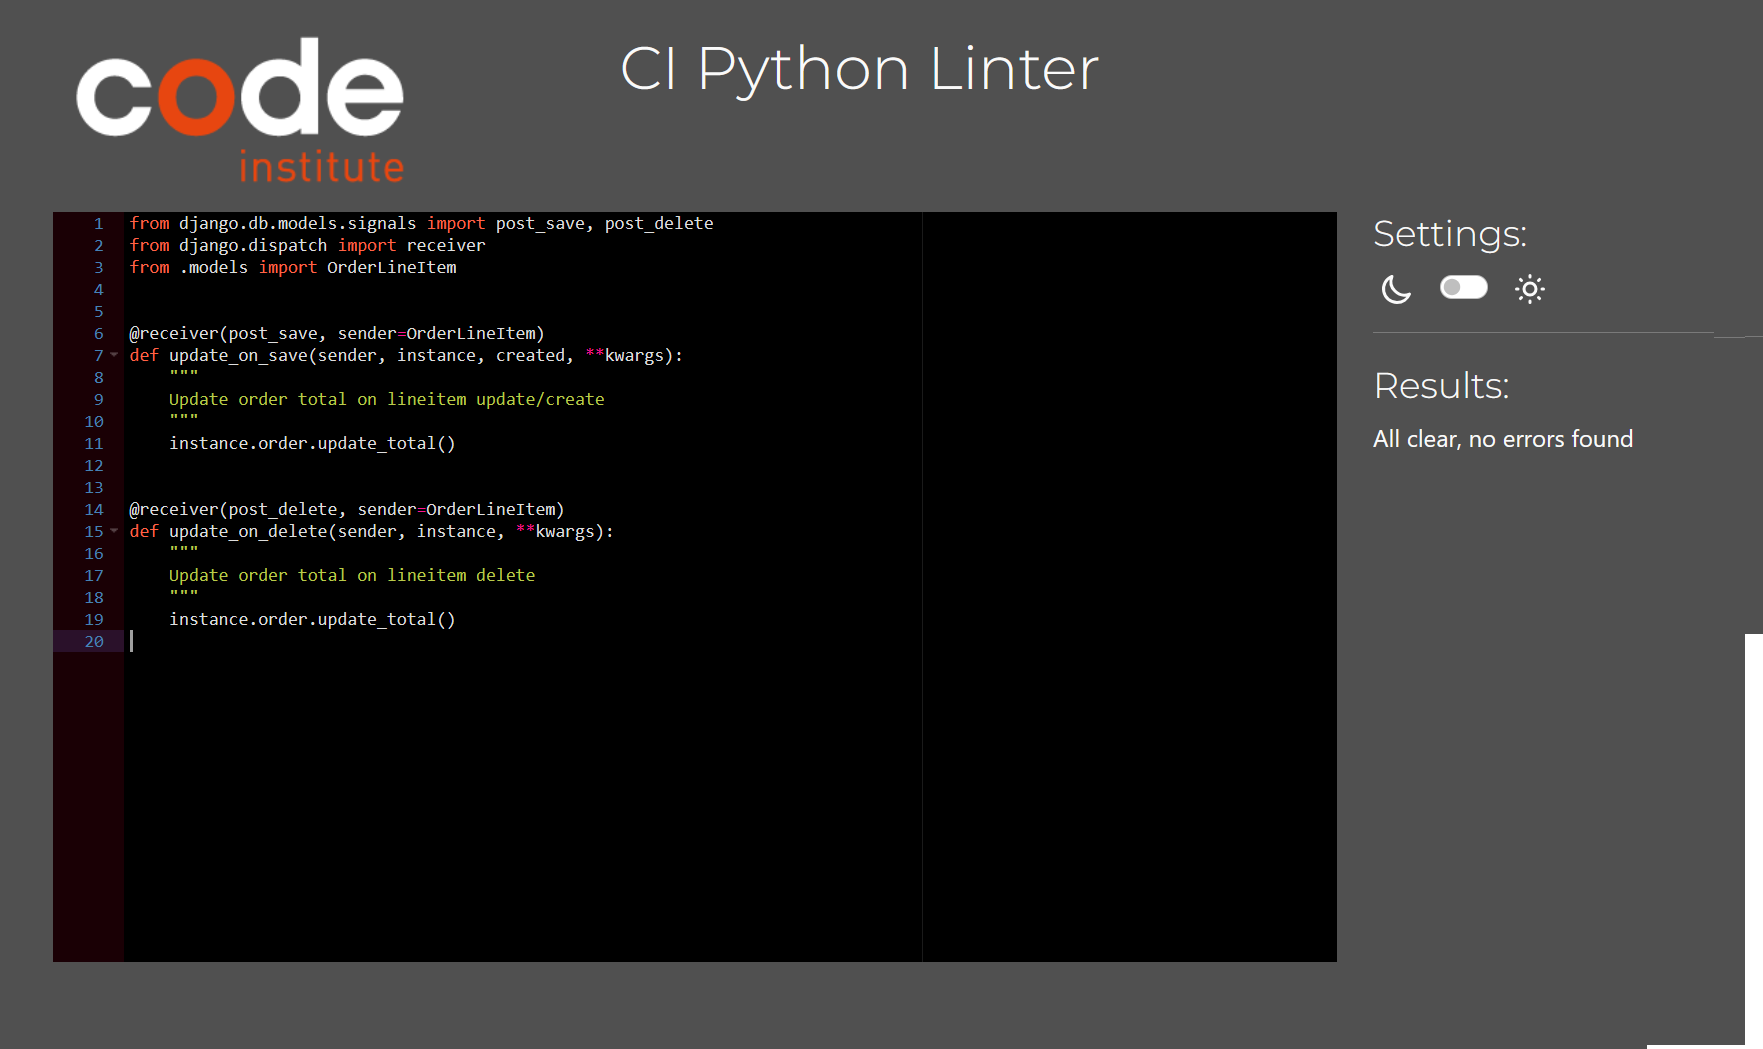 code
institute
CI Python Linter
1 from django.db.models.signals import post_save, post_delete
2 from django.dispatch import receiver
3 from .models import OrderLineItem
4
5
6 @receiver(post_save, sender=OrderLineItem)
7 def update_on_save(sender, instance, created, **kwargs):
8     """
9     Update order total on lineitem update/create
10     """
11     instance.order.update_total()
12
13
14 @receiver(post_delete, sender=OrderLineItem)
15 def update_on_delete(sender, instance, **kwargs):
16     """
17     Update order total on lineitem delete
18     """
19     instance.order.update_total()
20
Settings:
Results:
All clear, no errors found